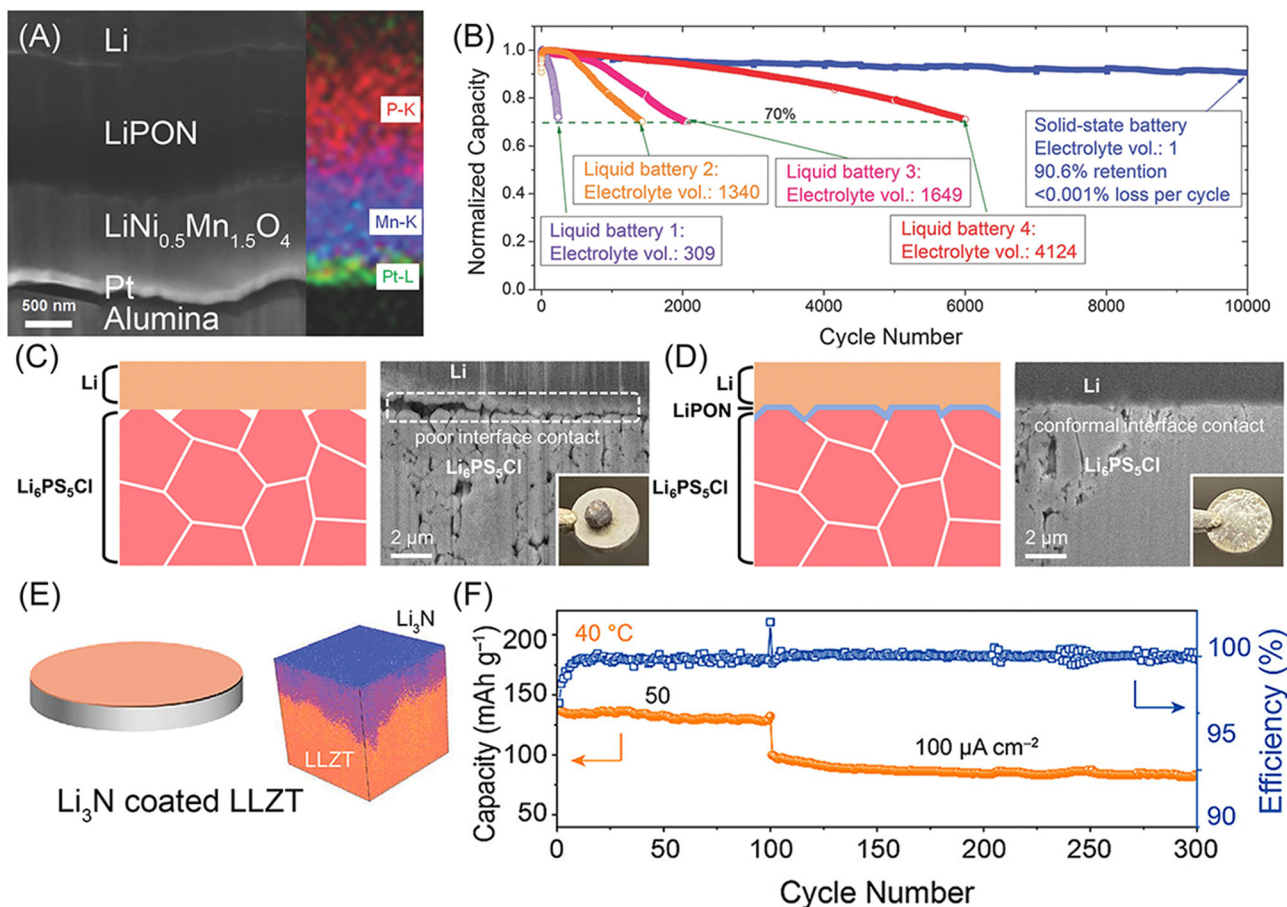 (A)
Li
LiPON
LiNi₀.₅Mn₁.₅O₄
Pt
Alumina
500 nm
P-K
Mn-K
Pt-L
(B)
Normalized Capacity
1.0
0.8
0.6
0.4
0.2
0.0
70%
Liquid battery 1:
Electrolyte vol.: 309
Liquid battery 2:
Electrolyte vol.: 1340
Liquid battery 3:
Electrolyte vol.: 1649
Liquid battery 4:
Electrolyte vol.: 4124
Solid-state battery
Electrolyte vol.: 1
90.6% retention
<0.001% loss per cycle
0 2000 4000 6000 8000 10000
Cycle Number
(C)
Li
Li₆PS₅Cl
Li
poor interface contact
Li₆PS₅Cl
2 μm
(D)
Li
LiPON
Li₆PS₅Cl
Li
conformal interface contact
Li₆PS₅Cl
2 μm
(E)
Li₃N
LLZT
Li₃N coated LLZT
(F)
Capacity (mAh g⁻¹)
200
150
100
50
40 °C
50
100 μA cm⁻²
100
95
90
Efficiency (%)
0 50 100 150 200 250 300
Cycle Number